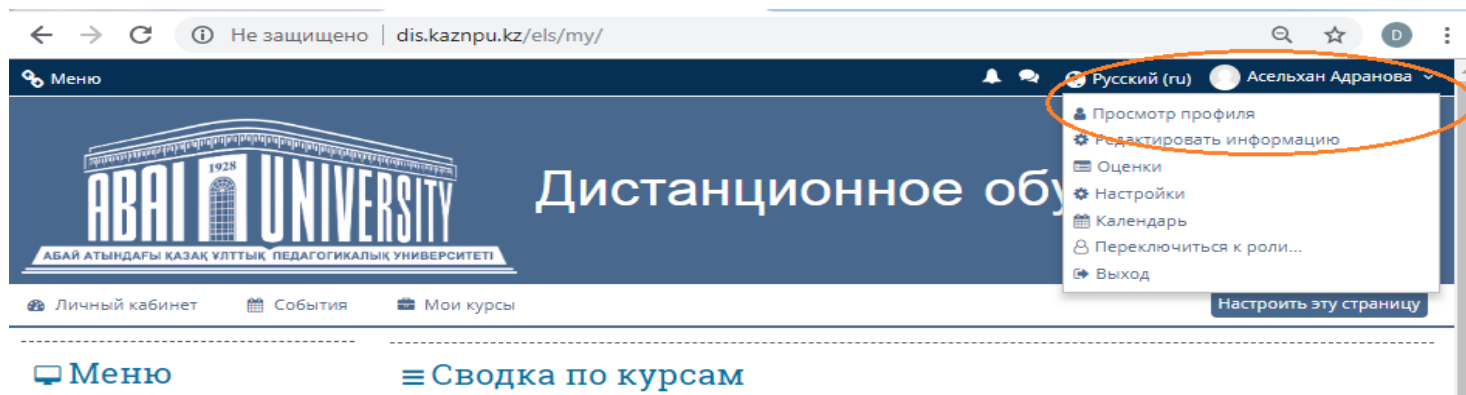 Не защищено dis.kaznpu.kz/els/my/ D
Меню Русский (ru) Асельхан Адранова
Просмотр профиля
Редактировать информацию
Оценки
Настройки
Календарь
Переключиться к роли...
Выход
1928
ABAI UNIVERSITY
АБАЙ АТЫНДАҒЫ ҚАЗАҚ ҰЛТТЫҚ ПЕДАГОГИКАЛЫҚ УНИВЕРСИТЕТІ
Дистанционное об
Личный кабинет События Мои курсы Настроить эту страницу
Меню Сводка по курсам